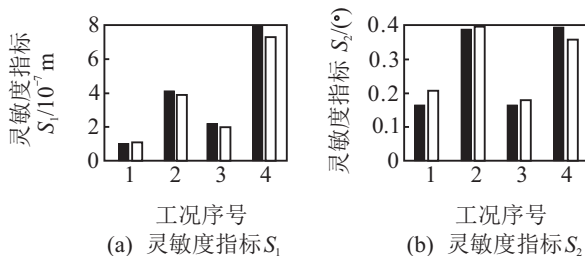 灵敏度指标
S₁/10⁻⁷ m
8
6
4
2
0
1 2 3 4
工况序号
(a) 灵敏度指标S₁
灵敏度指标 S₂/(°)
0.4
0.3
0.2
0.1
0
1 2 3 4
工况序号
(b) 灵敏度指标S₂